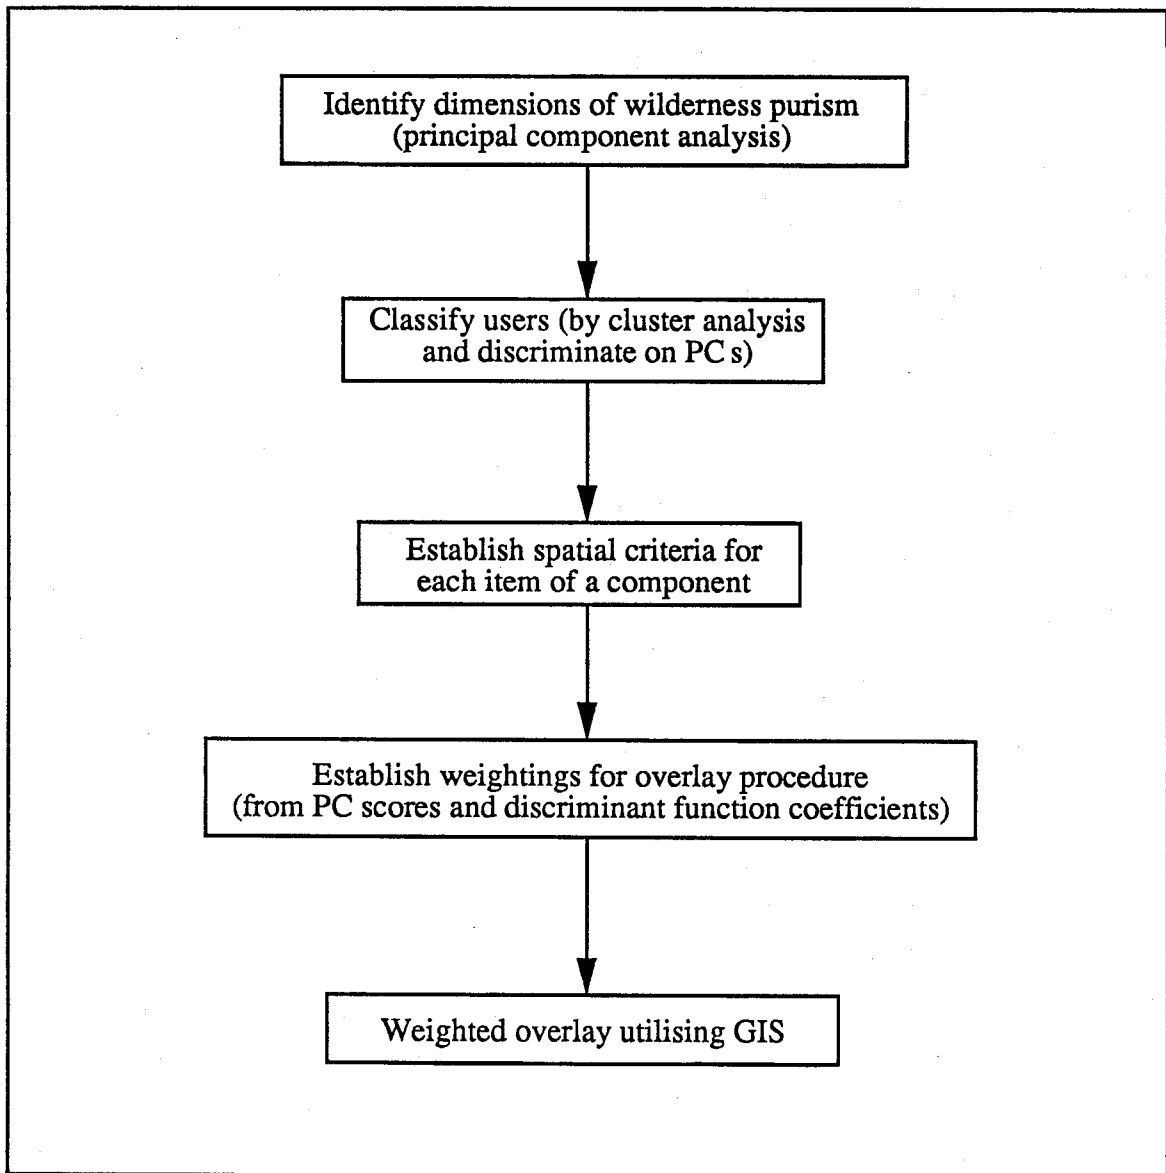 Identify dimensions of wilderness purism
(principal component analysis)
Classify users (by cluster analysis
and discriminate on PC s)
Establish spatial criteria for
each item of a component
Establish weightings for overlay procedure
(from PC scores and discriminant function coefficients)
Weighted overlay utilising GIS